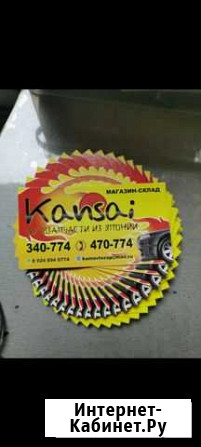 МАГАЗИН-СКЛАД
Kansai
ЗАПЧАСТИ ИЗ ЯПОНИИ
340-774 470-774
Интернет-
Кабинет.Ру